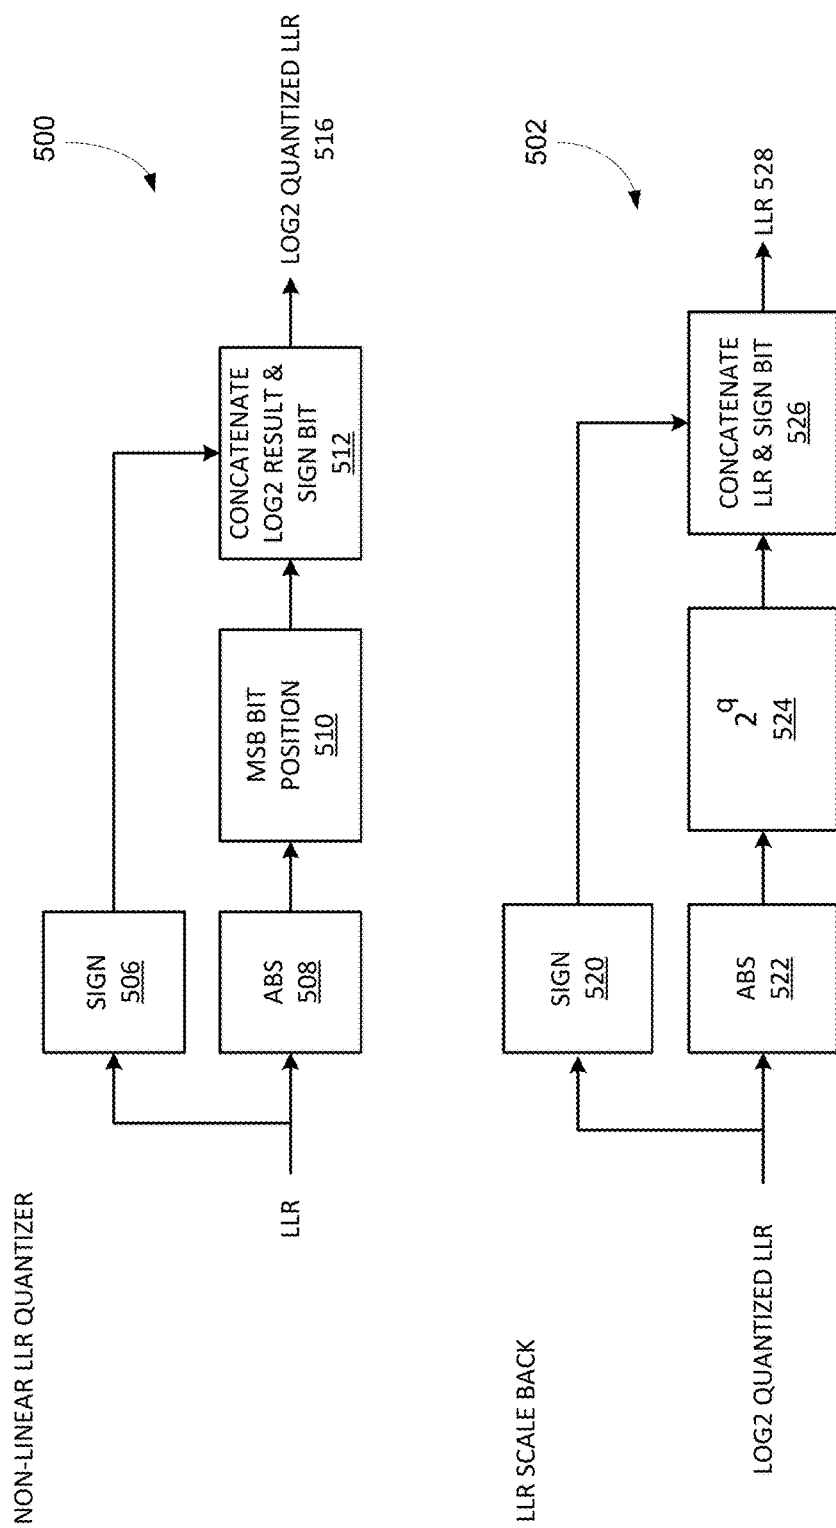 NON-LINEAR LLR QUANTIZER
500
LLR
SIGN
506
ABS
508
MSB BIT
POSITION
510
CONCATENATE
LOG2 RESULT &
SIGN BIT
512
LOG2 QUANTIZED LLR
516
LLR SCALE BACK
502
LOG2 QUANTIZED LLR
SIGN
520
ABS
522
2^q
524
CONCATENATE
LLR & SIGN BIT
526
LLR 528